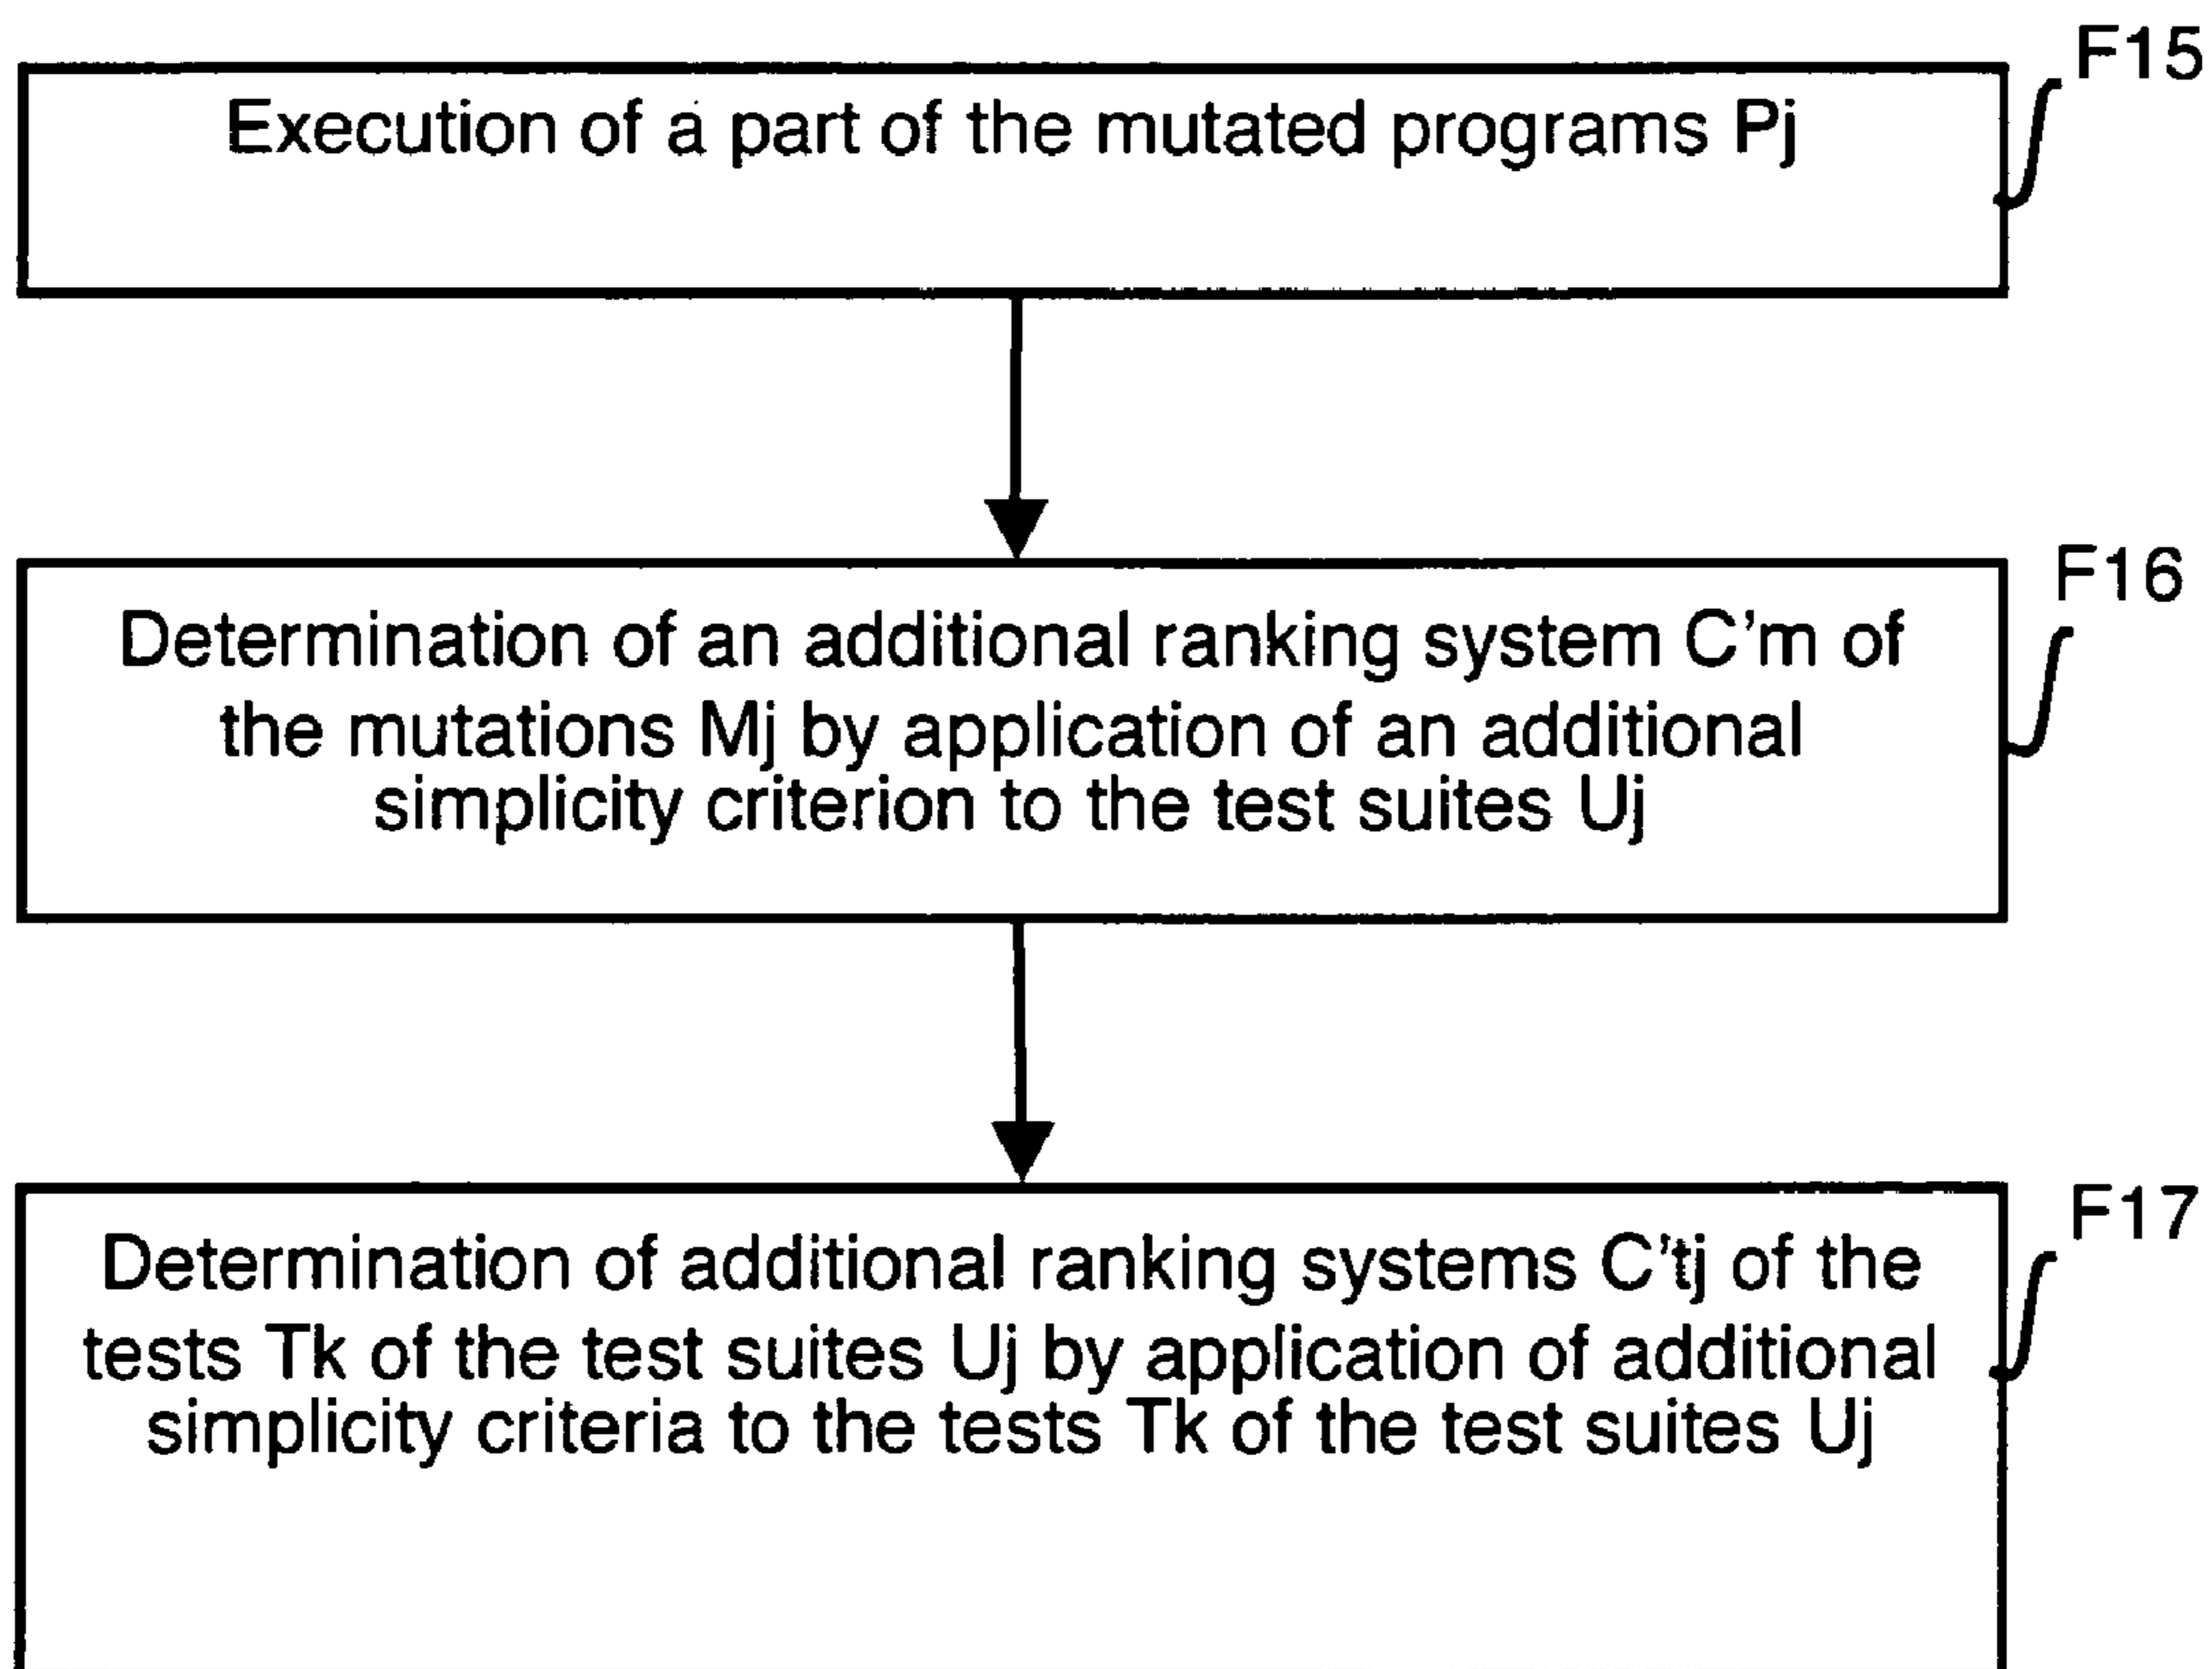 F15
Execution of a part of the mutated programs Pj
F16
Determination of an additional ranking system C'm of
the mutations Mj by application of an additional
simplicity criterion to the test suites Uj
F17
Determination of additional ranking systems C'tj of the
tests Tk of the test suites Uj by application of additional
simplicity criteria to the tests Tk of the test suites Uj